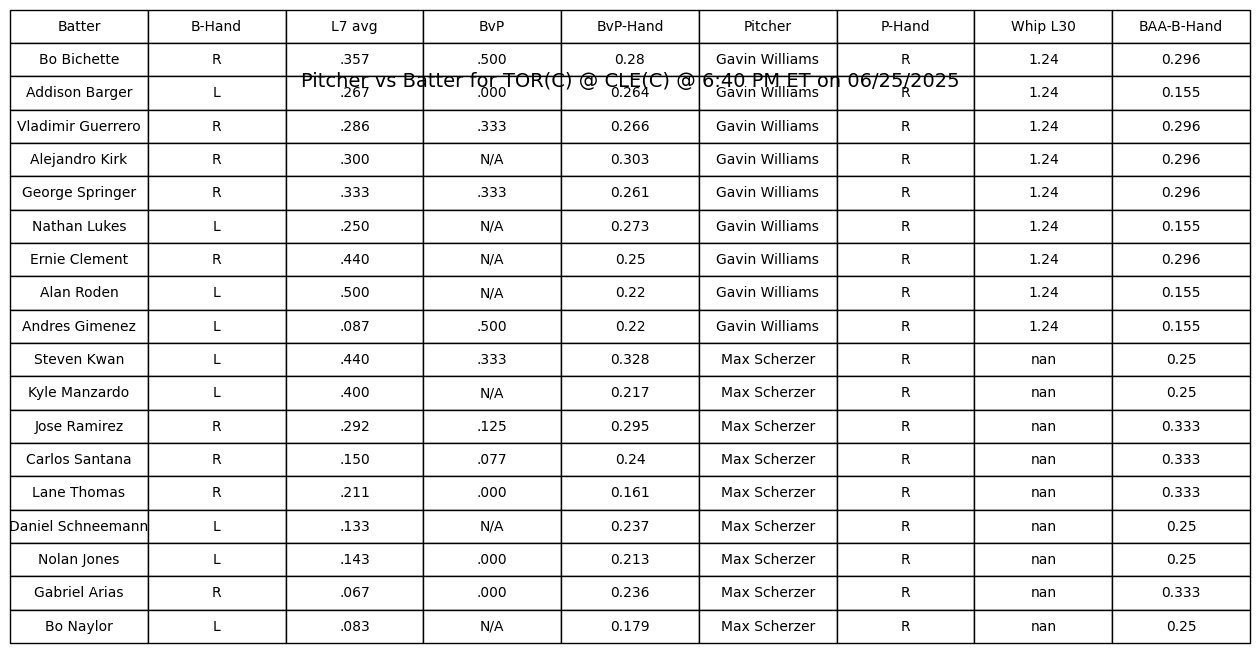 Batter B-Hand L7 avg BvP BvP-Hand Pitcher P-Hand Whip L30 BAA-B-Hand
Bo Bichette R .357 .500 0.28 Gavin Williams R 1.24 0.296
Pitcher vs Batter for TOR(C) @ CLE(C) @ 6:40 PM ET on 06/25/2025
Addison Barger L .267 .000 0.264 Gavin Williams R 1.24 0.155
Vladimir Guerrero R .286 .333 0.266 Gavin Williams R 1.24 0.296
Alejandro Kirk R .300 N/A 0.303 Gavin Williams R 1.24 0.296
George Springer R .333 .333 0.261 Gavin Williams R 1.24 0.296
Nathan Lukes L .250 N/A 0.273 Gavin Williams R 1.24 0.155
Ernie Clement R .440 N/A 0.25 Gavin Williams R 1.24 0.296
Alan Roden L .500 N/A 0.22 Gavin Williams R 1.24 0.155
Andres Gimenez L .087 .500 0.22 Gavin Williams R 1.24 0.155
Steven Kwan L .440 .333 0.328 Max Scherzer R nan 0.25
Kyle Manzardo L .400 N/A 0.217 Max Scherzer R nan 0.25
Jose Ramirez R .292 .125 0.295 Max Scherzer R nan 0.333
Carlos Santana R .150 .077 0.24 Max Scherzer R nan 0.333
Lane Thomas R .211 .000 0.161 Max Scherzer R nan 0.333
Daniel Schneemann L .133 N/A 0.237 Max Scherzer R nan 0.25
Nolan Jones L .143 .000 0.213 Max Scherzer R nan 0.25
Gabriel Arias R .067 .000 0.236 Max Scherzer R nan 0.333
Bo Naylor L .083 N/A 0.179 Max Scherzer R nan 0.25